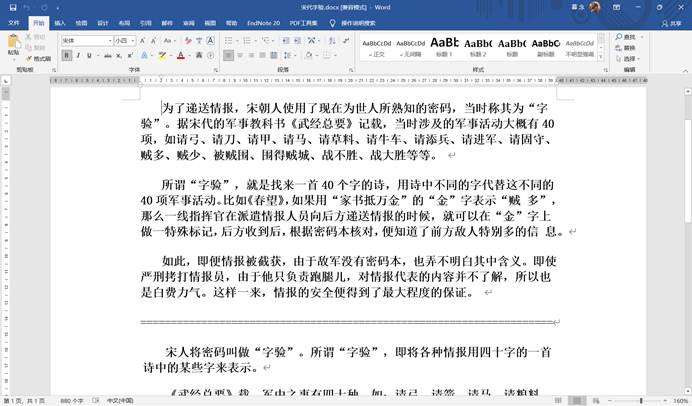 宋代字验.docx [兼容模式] - Word
文件 开始 插入 绘图 设计 布局 引用 邮件 审阅 视图 帮助 EndNote 20 PDF工具集 操作说明搜索
共享
粘贴 剪切 复制 格式刷
宋体 小四
AaBbCcDd AaBbCcDd AaBb AaBbC AaBb( AaBbC AaBbCcDd
正文 无间隔 标题 1 标题 2 标题 副标题 不明显强调
查找 替换 选择
剪贴板 字体 段落 样式 编辑
为了递送情报，宋朝人使用了现在为世人所熟知的密码，当时称其为“字
验”。据宋代的军事教科书《武经总要》记载，当时涉及的军事活动大概有 40
项，如请弓、请刀、请甲、请马、请草料、请牛车、请添兵、请进军、请固守、
贼多、贼少、被贼围、围得贼城、战不胜、战大胜等等。
所谓“字验”，就是找来一首 40 个字的诗，用诗中不同的字代替这不同的
40 项军事活动。比如《春望》，如果用“家书抵万金”的“金”字表示“贼 多”，
那么一线指挥官在派遣情报人员向后方递送情报的时候，就可以在“金”字上
做一特殊标记，后方收到后，根据密码本核对，便知道了前方敌人特别多的信 息。
如此，即便情报被截获，由于敌军没有密码本，也弄不明白其中含义。即使
严刑拷打情报员，由于他只负责跑腿儿，对情报代表的内容并不了解，所以也
是白费力气。这样一来，情报的安全便得到了最大程度的保证。
宋人将密码叫做“字验”。所谓“字验”，即将各种情报用四十字的一首
诗中的某些字来表示。
《武经总要》载，军中之事有四十种，如：请弓、请箭、请马、请粮料、
第 1 页，共 1 页 880 个字 中文(中国) 160%